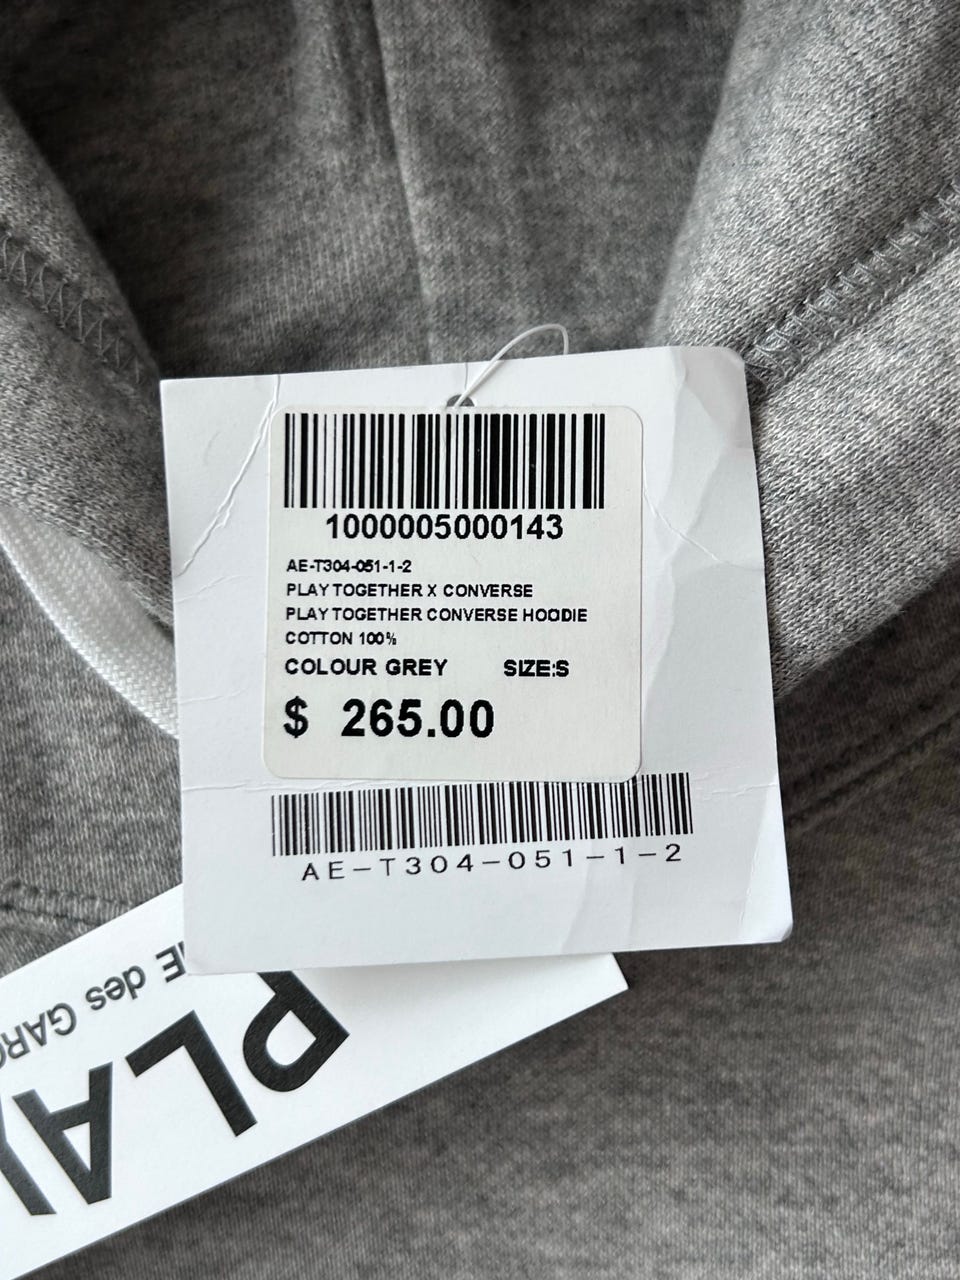 1000005000143
AE-T304-051-1-2
PLAY TOGETHER X CONVERSE
PLAY TOGETHER CONVERSE HOODIE
COTTON 100%
COLOUR GREY SIZE:S
$ 265.00
AE-T304-051-1-2
des
PLAY